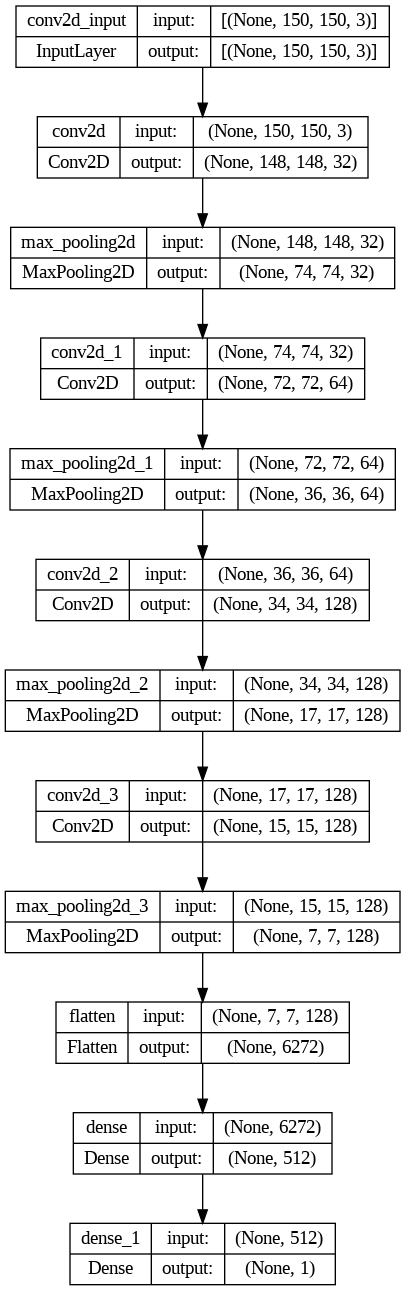 conv2d_input input: [(None, 150, 150, 3)]
InputLayer output: [(None, 150, 150, 3)]
conv2d input: (None, 150, 150, 3)
Conv2D output: (None, 148, 148, 32)
max_pooling2d input: (None, 148, 148, 32)
MaxPooling2D output: (None, 74, 74, 32)
conv2d_1 input: (None, 74, 74, 32)
Conv2D output: (None, 72, 72, 64)
max_pooling2d_1 input: (None, 72, 72, 64)
MaxPooling2D output: (None, 36, 36, 64)
conv2d_2 input: (None, 36, 36, 64)
Conv2D output: (None, 34, 34, 128)
max_pooling2d_2 input: (None, 34, 34, 128)
MaxPooling2D output: (None, 17, 17, 128)
conv2d_3 input: (None, 17, 17, 128)
Conv2D output: (None, 15, 15, 128)
max_pooling2d_3 input: (None, 15, 15, 128)
MaxPooling2D output: (None, 7, 7, 128)
flatten input: (None, 7, 7, 128)
Flatten output: (None, 6272)
dense input: (None, 6272)
Dense output: (None, 512)
dense_1 input: (None, 512)
Dense output: (None, 1)